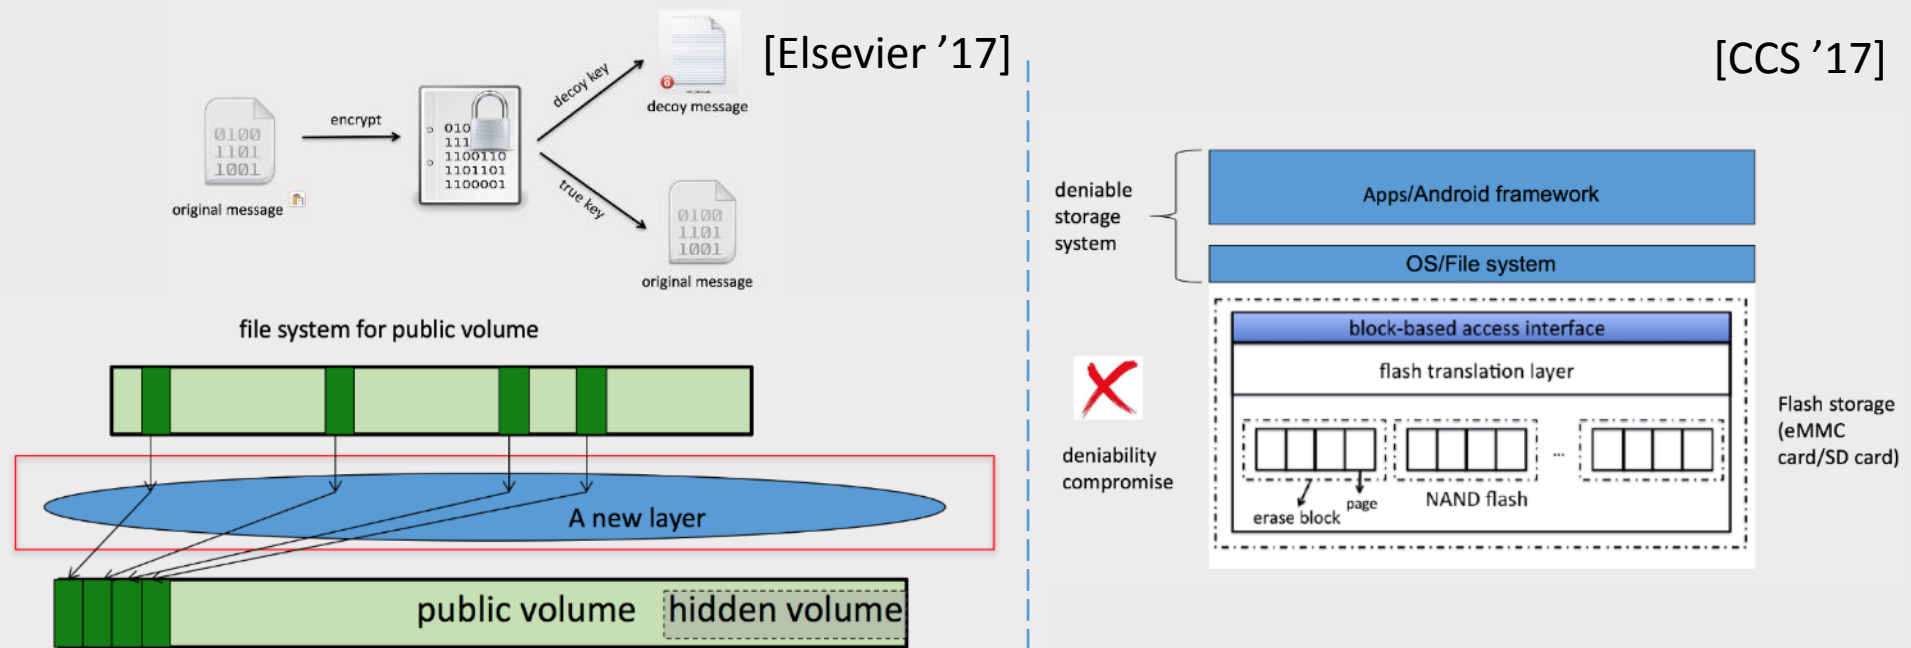 [Elsevier ’17]
decoy key
decoy message
encrypt
0100
1101
1001
original message
010
111
1100110
1101101
1100001
true key
0100
1101
1001
original message
file system for public volume
A new layer
public volume
hidden volume
[CCS ’17]
deniable
storage
system
Apps/Android framework
OS/File system
block-based access interface
flash translation layer
deniability
compromise
...
erase block
page
NAND flash
Flash storage
(eMMC
card/SD card)